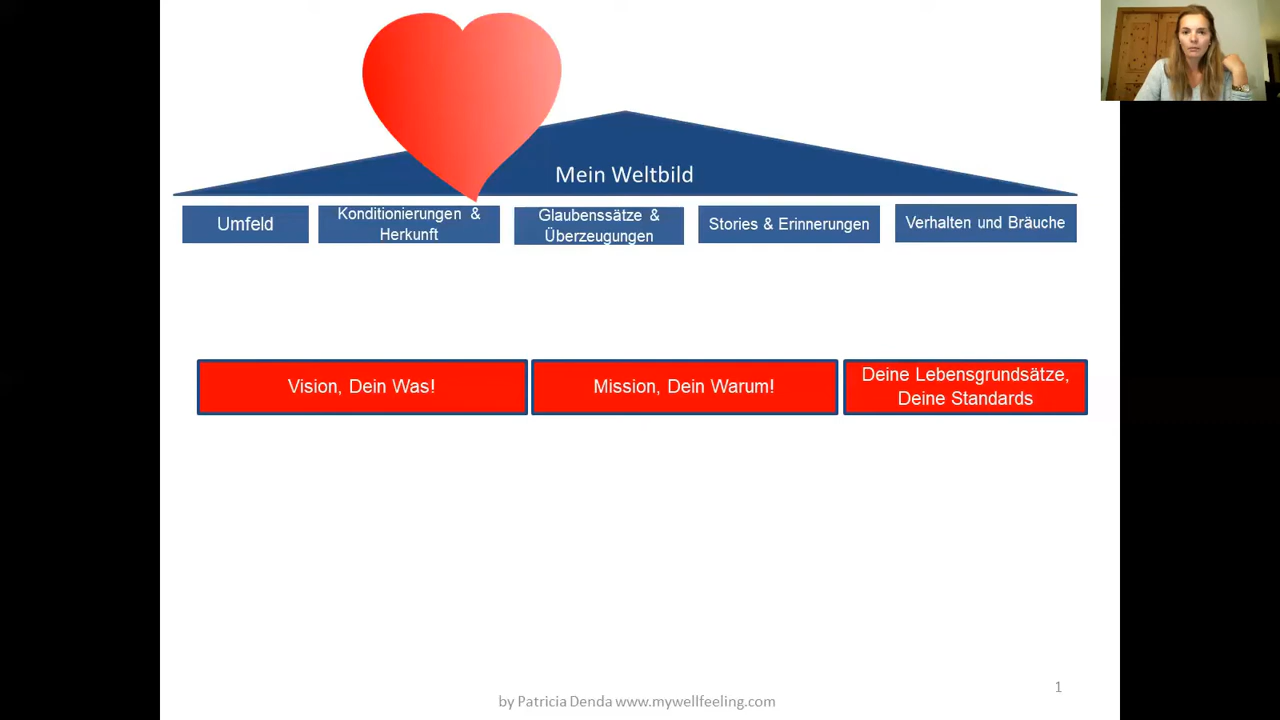 Mein Weltbild
Umfeld
Konditionierungen &
Herkunft
Glaubenssätze &
Überzeugungen
Stories & Erinnerungen
Verhalten und Bräuche
Vision, Dein Was!
Mission, Dein Warum!
Deine Lebensgrundsätze,
Deine Standards
by Patricia Denda www.mywellfeeling.com
1